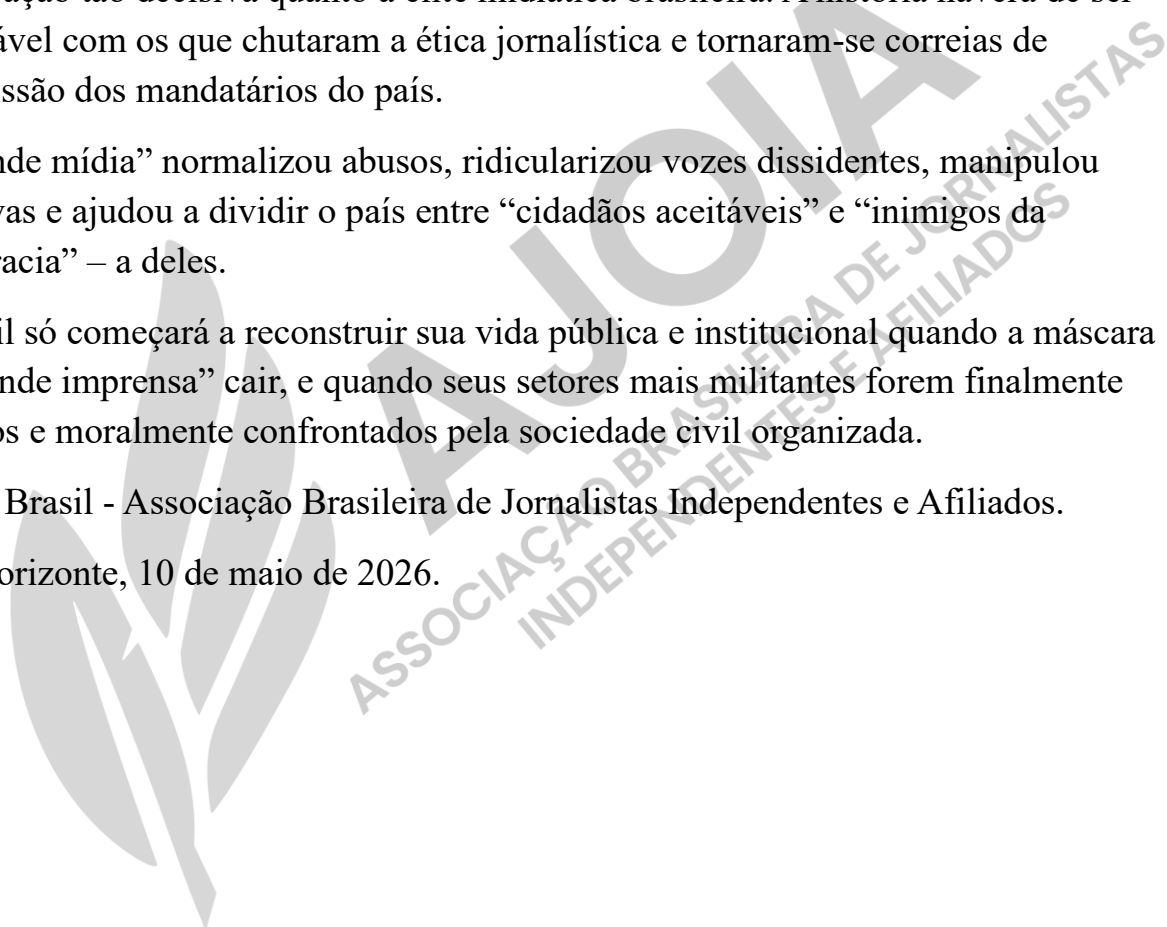 ação tão decisiva quanto a elite midiática brasileira. A história haverá de ser
ável com os que chutaram a ética jornalística e tornaram-se correias de
issão dos mandatários do país.
nde mídia” normalizou abusos, ridicularizou vozes dissidentes, manipulou
vas e ajudou a dividir o país entre “cidadãos aceitáveis” e “inimigos da
racia” – a deles.
il só começará a reconstruir sua vida pública e institucional quando a máscara
nde imprensa” cair, e quando seus setores mais militantes forem finalmente
os e moralmente confrontados pela sociedade civil organizada.
Brasil - Associação Brasileira de Jornalistas Independentes e Afiliados.
orizonte, 10 de maio de 2026.
AJOIA
ASSOCIAÇÃO BRASILEIRA DE JORNALISTAS
INDEPENDENTES E AFILIADOS